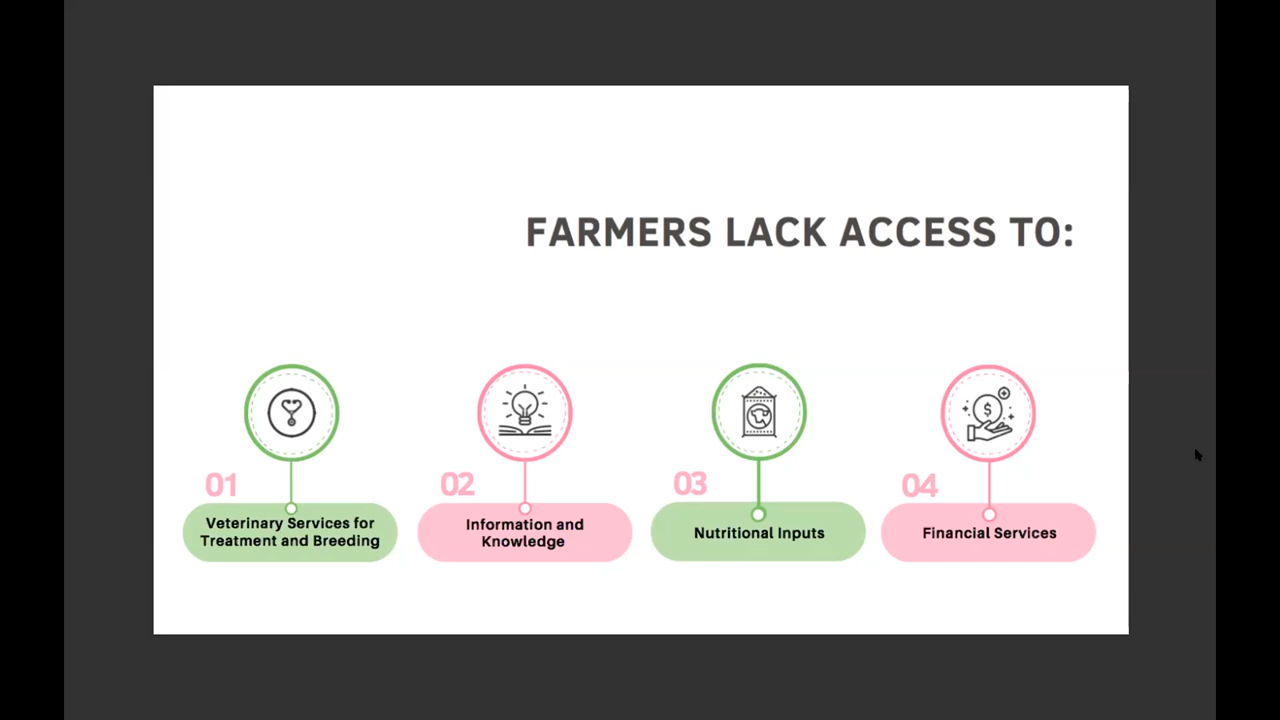 FARMERS LACK ACCESS TO:
01
Veterinary Services for
Treatment and Breeding
02
Information and
Knowledge
03
Nutritional Inputs
04
Financial Services